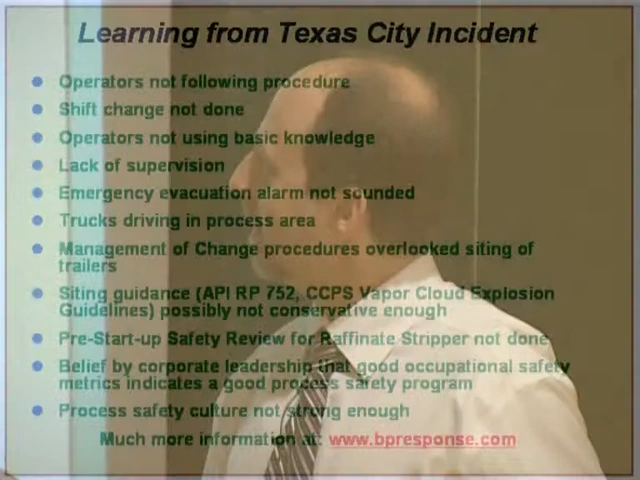 Learning from Texas City Incident
Operators not following procedure
Shift change not done
Operators not using basic knowledge
Lack of supervision
Emergency evacuation alarm not sounded
Trucks driving in process area
Management of Change procedures overlooked siting of
trailers
Siting guidance (API RP 752, CCPS Vapor Cloud Explosion
Guidelines) possibly not conservative enough
Pre-Start-up Safety Review for Raffinate Stripper not done
Belief by corporate leadership that good occupational safety
metrics indicates a good process safety program
Process safety culture not strong enough
Much more information at: www.bpresponse.com